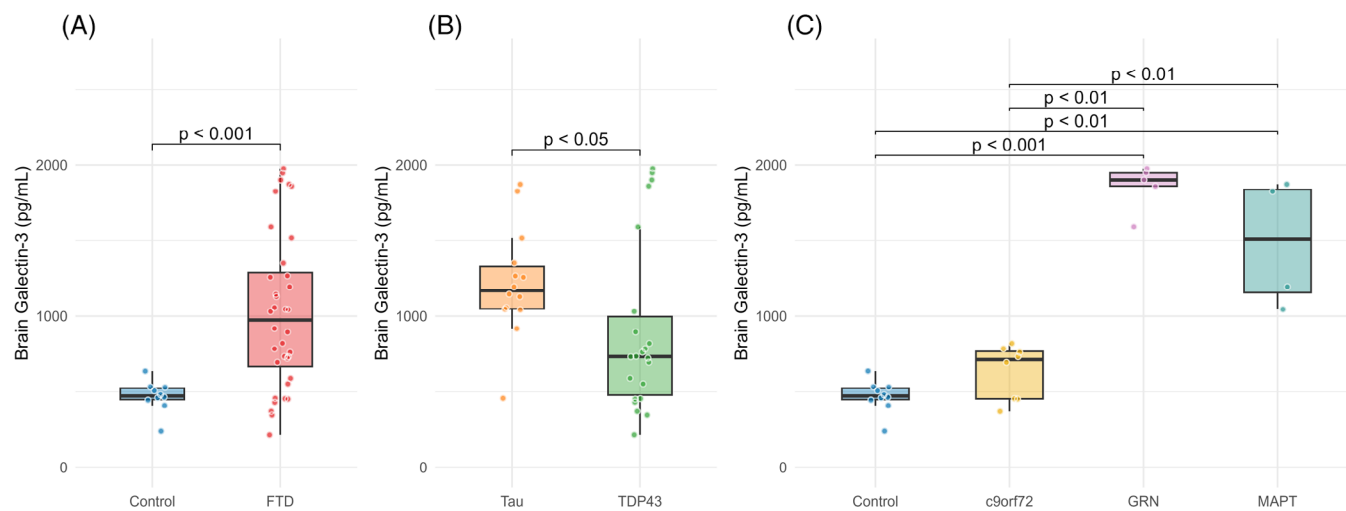 (A)
Brain Galectin-3 (pg/mL)
2000
1000
0
p < 0.001
Control
FTD
(B)
Brain Galectin-3 (pg/mL)
2000
1000
0
p < 0.05
Tau
TDP43
(C)
Brain Galectin-3 (pg/mL)
2000
1000
0
p < 0.01
p < 0.01
p < 0.01
p < 0.001
Control
c9orf72
GRN
MAPT